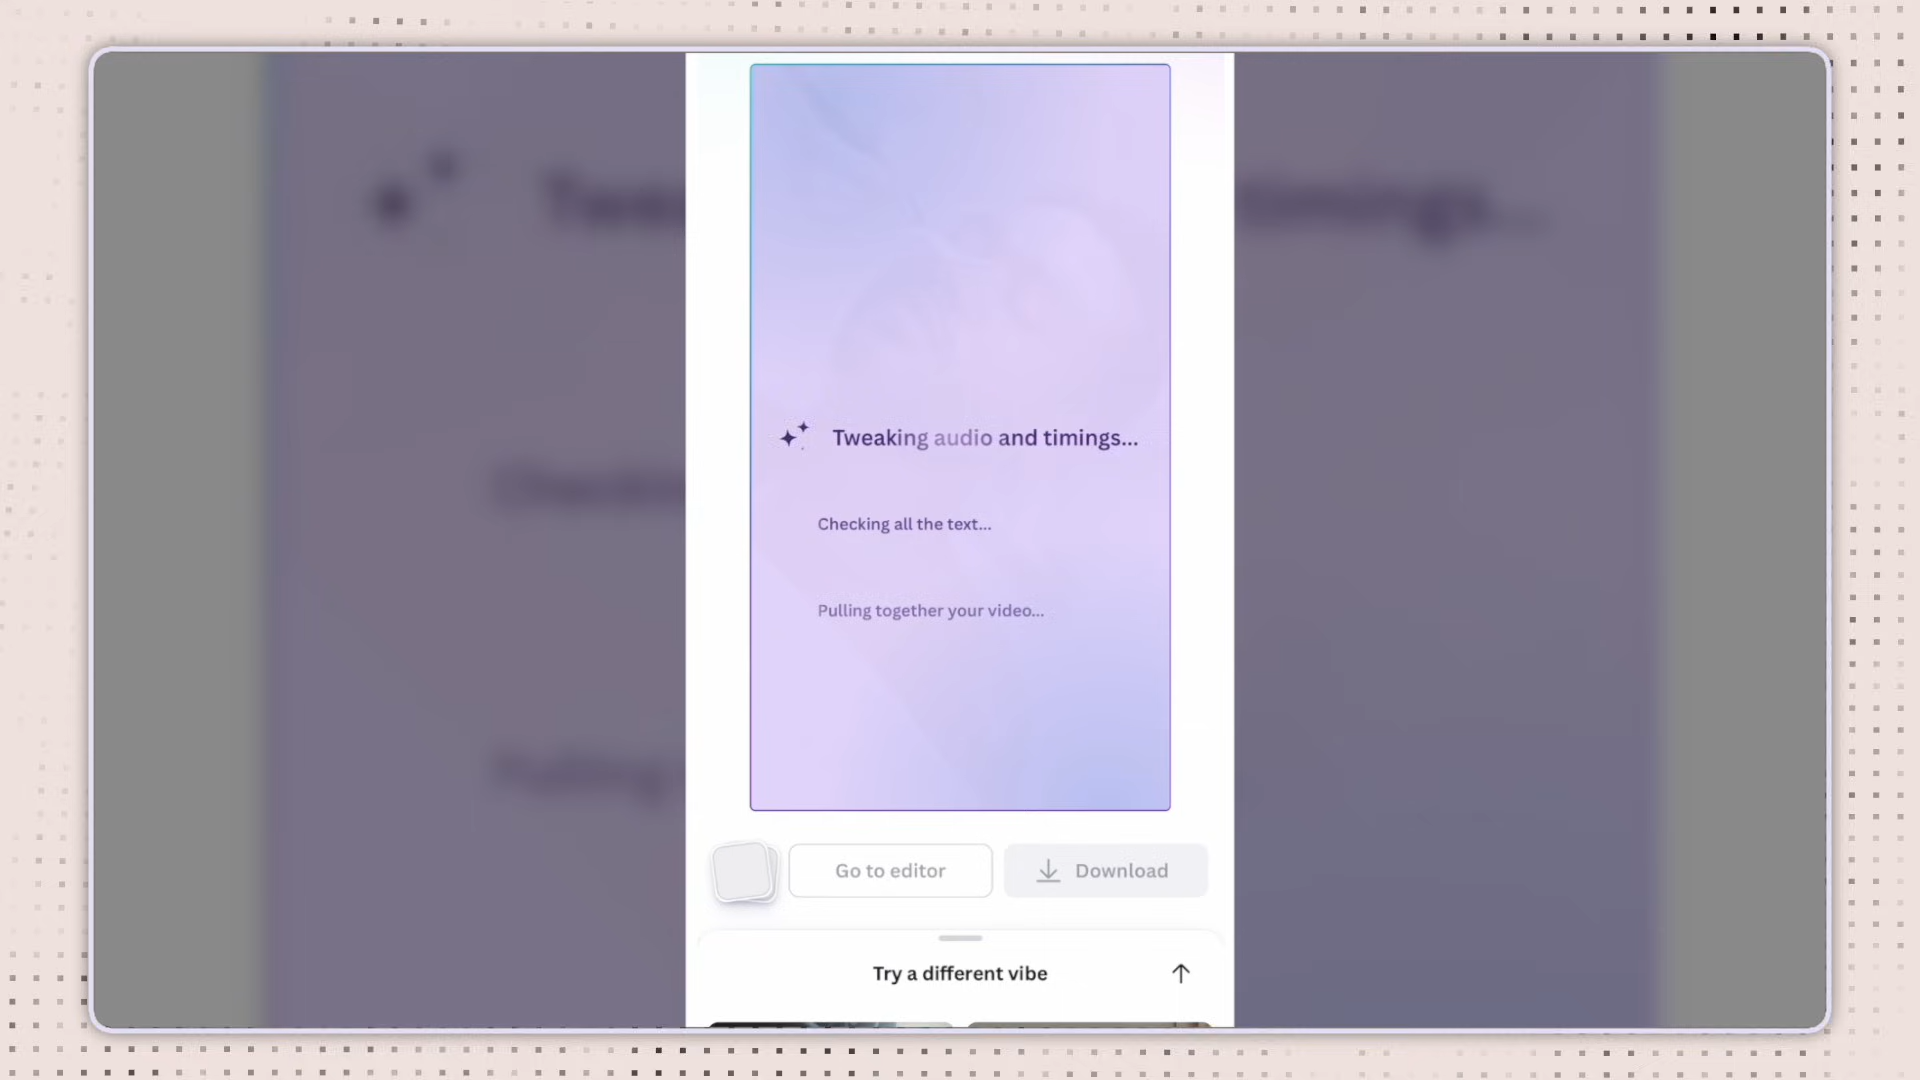 Tweaking audio and timings...
Checking all the text...
Pulling together your video...
Go to editor
Download
Try a different vibe